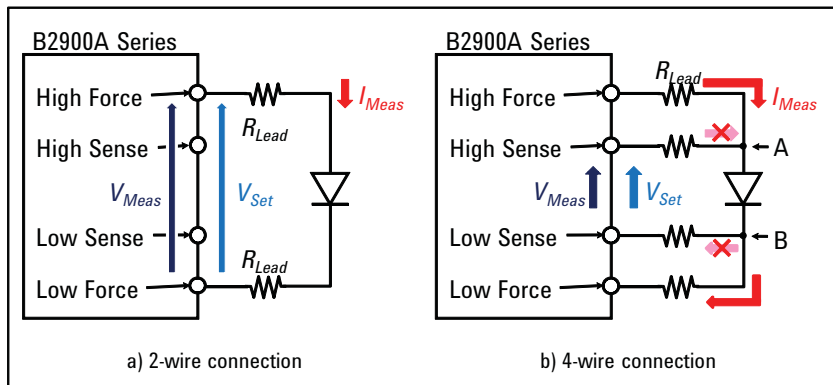 B2900A Series
High Force
High Sense
Low Sense
Low Force
R_Lead
R_Lead
I_Meas
V_Meas
V_Set
a) 2-wire connection
B2900A Series
High Force
High Sense
Low Sense
Low Force
R_Lead
I_Meas
A
B
V_Meas
V_Set
b) 4-wire connection